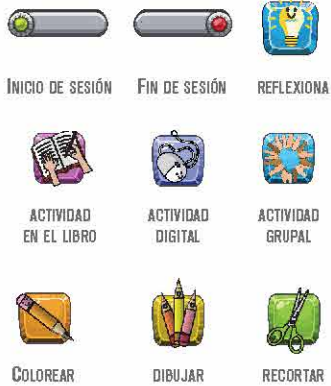 INICIO DE SESIÓN
FIN DE SESIÓN
REFLEXIONA
ACTIVIDAD
EN EL LIBRO
ACTIVIDAD
DIGITAL
ACTIVIDAD
GRUPAL
COLOREAR
DIBUJAR
RECORTAR